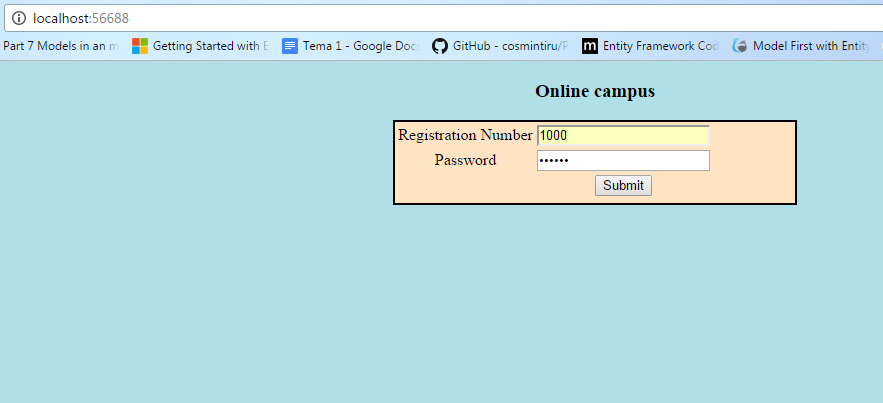 localhost:56688
Part 7 Models in an m Getting Started with E Tema 1 - Google Doc GitHub - cosmintiru/P Entity Framework Cod Model First with Entity
Online campus
Registration Number 1000
Password ••••••
Submit